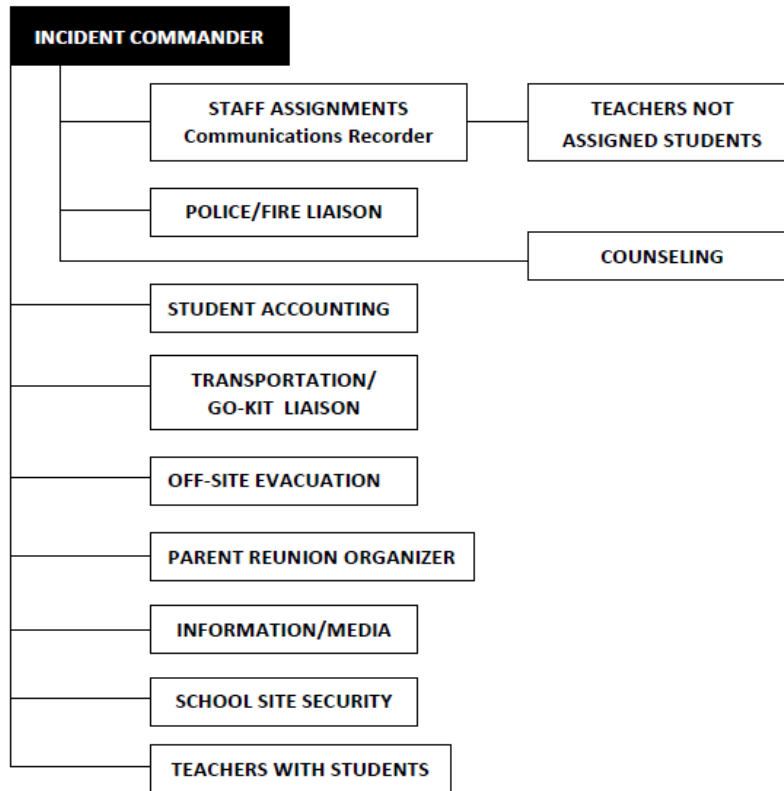 INCIDENT COMMANDER
STAFF ASSIGNMENTS
Communications Recorder
TEACHERS NOT
ASSIGNED STUDENTS
POLICE/FIRE LIAISON
COUNSELING
STUDENT ACCOUNTING
TRANSPORTATION/
GO-KIT LIAISON
OFF-SITE EVACUATION
PARENT REUNION ORGANIZER
INFORMATION/MEDIA
SCHOOL SITE SECURITY
TEACHERS WITH STUDENTS